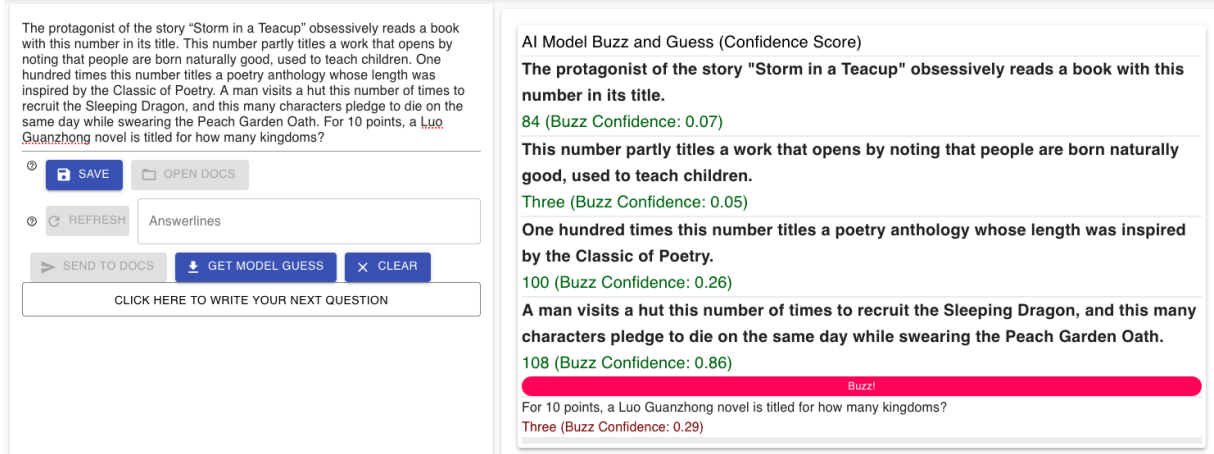 The protagonist of the story “Storm in a Teacup” obsessively reads a book
with this number in its title. This number partly titles a work that opens by
noting that people are born naturally good, used to teach children. One
hundred times this number titles a poetry anthology whose length was
inspired by the Classic of Poetry. A man visits a hut this number of times to
recruit the Sleeping Dragon, and this many characters pledge to die on the
same day while swearing the Peach Garden Oath. For 10 points, a Luo
Guanzhong novel is titled for how many kingdoms?
SAVE
OPEN DOCS
REFRESH
Answerlines
SEND TO DOCS
GET MODEL GUESS
CLEAR
CLICK HERE TO WRITE YOUR NEXT QUESTION
AI Model Buzz and Guess (Confidence Score)
The protagonist of the story "Storm in a Teacup" obsessively reads a book with this
number in its title.
84 (Buzz Confidence: 0.07)
This number partly titles a work that opens by noting that people are born naturally
good, used to teach children.
Three (Buzz Confidence: 0.05)
One hundred times this number titles a poetry anthology whose length was inspired
by the Classic of Poetry.
100 (Buzz Confidence: 0.26)
A man visits a hut this number of times to recruit the Sleeping Dragon, and this many
characters pledge to die on the same day while swearing the Peach Garden Oath.
108 (Buzz Confidence: 0.86)
Buzz!
For 10 points, a Luo Guanzhong novel is titled for how many kingdoms?
Three (Buzz Confidence: 0.29)